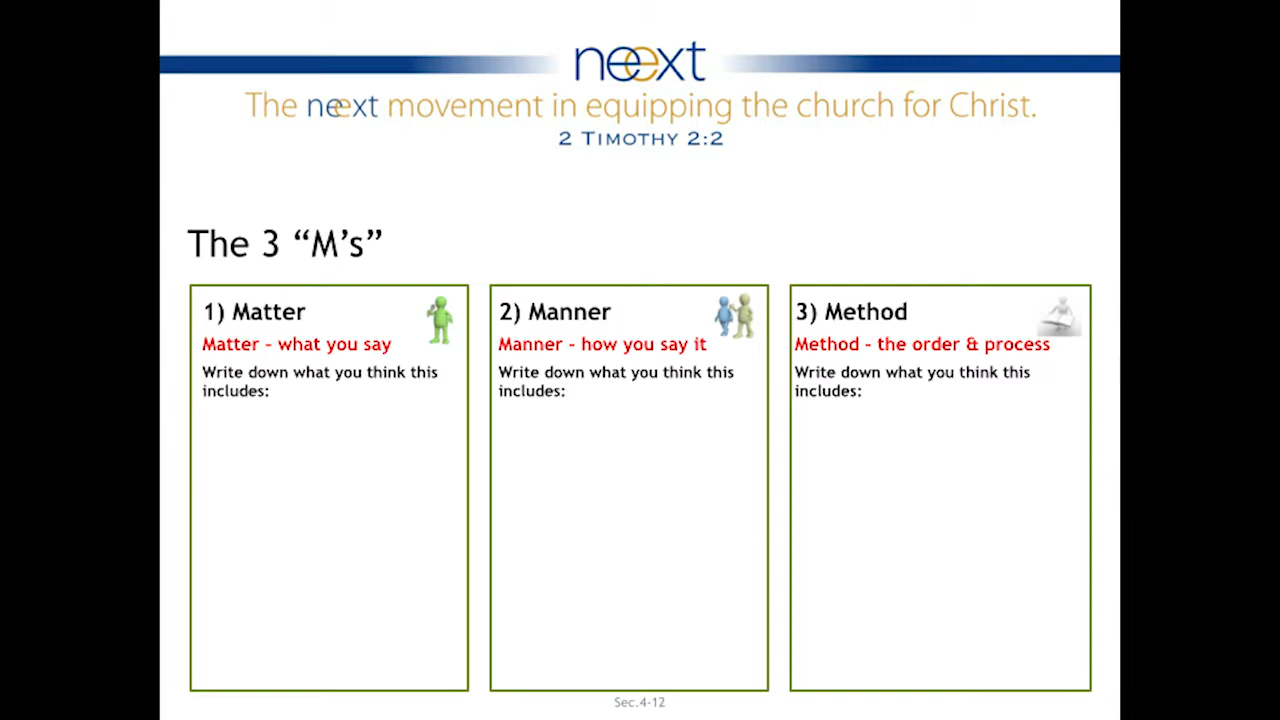 neext
The neext movement in equipping the church for Christ.
2 TIMOTHY 2:2
The 3 “M’s”
1) Matter
Matter - what you say
Write down what you think this
includes:
2) Manner
Manner - how you say it
Write down what you think this
includes:
3) Method
Method - the order & process
Write down what you think this
includes:
Sec.4-12